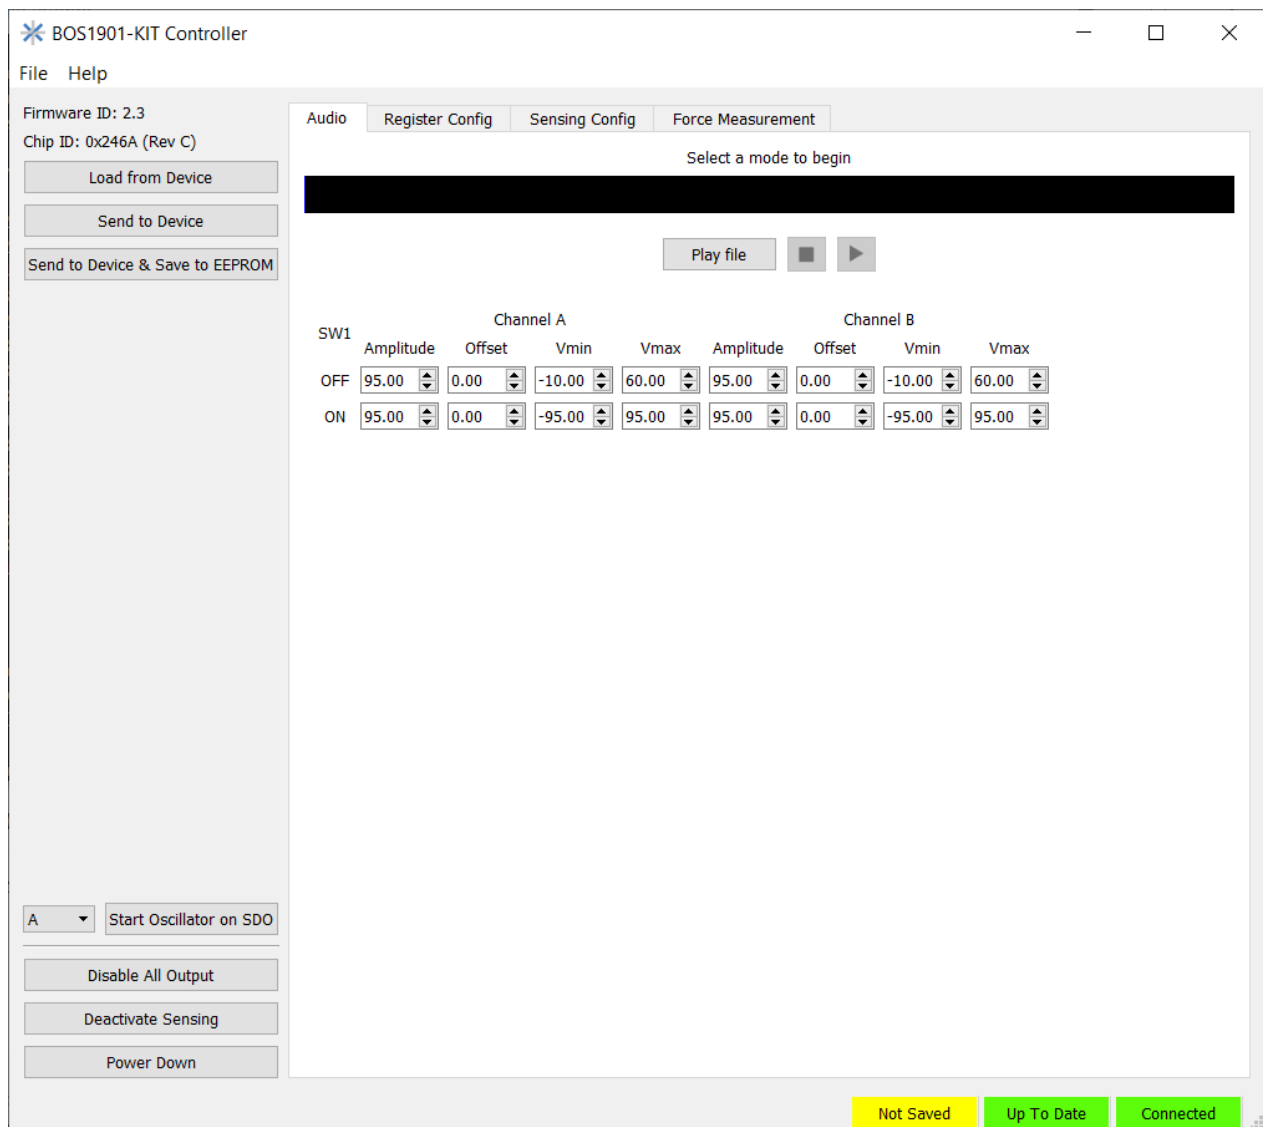 BOS1901-KIT Controller
File Help
Firmware ID: 2.3
Chip ID: 0x246A (Rev C)
Load from Device
Send to Device
Send to Device & Save to EEPROM
A Start Oscillator on SDO
Disable All Output
Deactivate Sensing
Power Down
Audio Register Config Sensing Config Force Measurement
Select a mode to begin
Play file
Channel A Channel B
SW1
Amplitude Offset Vmin Vmax Amplitude Offset Vmin Vmax
OFF 95.00 0.00 -10.00 60.00 95.00 0.00 -10.00 60.00
ON 95.00 0.00 -95.00 95.00 95.00 0.00 -95.00 95.00
Not Saved Up To Date Connected